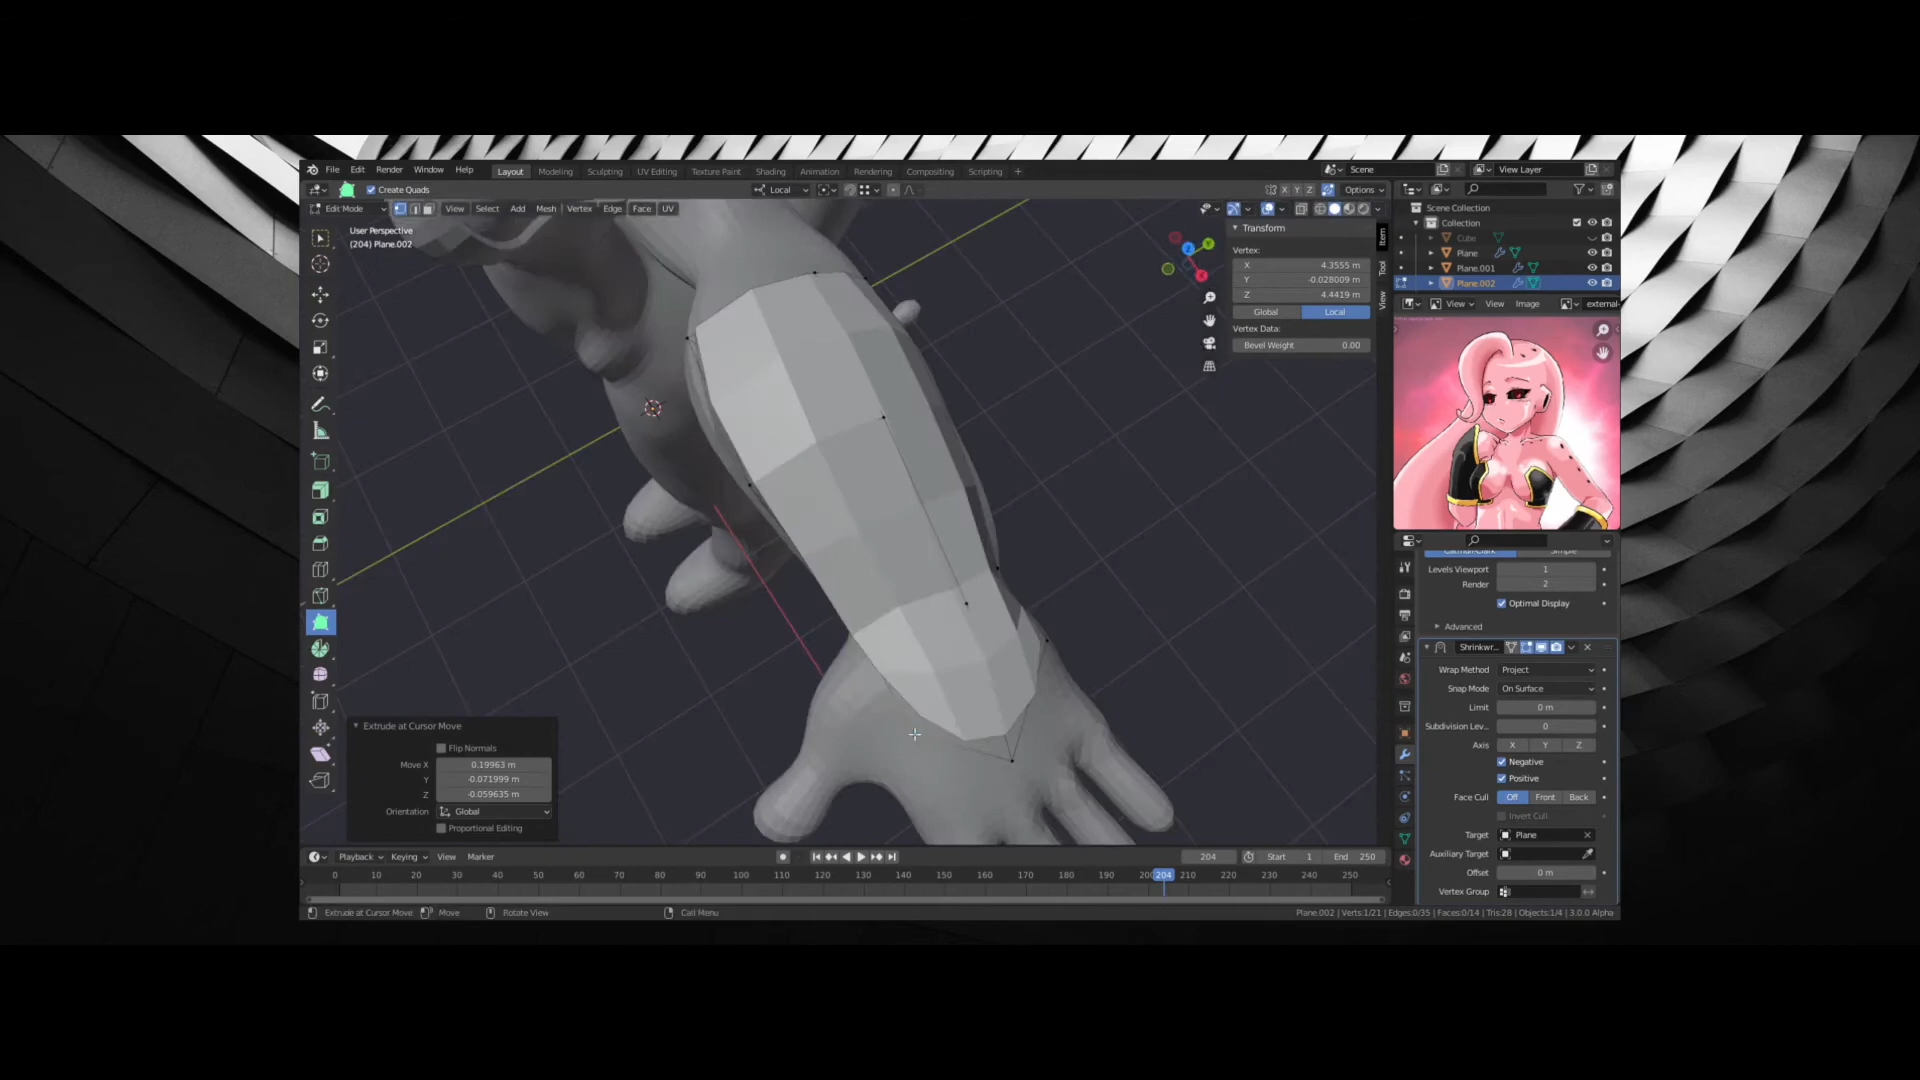 File Edit Render Window Help Layout Modeling Sculpting UV Editing Texture Paint Shading Animation Rendering Compositing Scripting + Scene View Layer
Create Quads Local X Y Z Options
Edit Mode View Select Add Mesh Vertex Edge Face UV
User Perspective
(204) Plane.002
Transform
Vertex:
X 4.3555 m
Y -0.028009 m
Z 4.4419 m
Global Local
Vertex Data:
Bevel Weight 0.00
Item
Tool
View
Scene Collection
Collection
Cube
Plane
Plane.001
Plane.002
View View Image external-
Levels Viewport 1
Render 2
Optimal Display
Advanced
Shrinkwr...
Wrap Method Project
Snap Mode On Surface
Limit 0 m
Subdivision Lev... 0
Axis X Y Z
Negative
Positive
Face Cull Off Front Back
Invert Cull
Target Plane
Auxiliary Target
Offset 0 m
Vertex Group
Extrude at Cursor Move
Flip Normals
Move X 0.19963 m
Y -0.071999 m
Z -0.059635 m
Orientation Global
Proportional Editing
Playback Keying View Marker 204 Start 1 End 250
0 10 20 30 40 50 60 70 80 90 100 110 120 130 140 150 160 170 180 190 200 204 210 220 230 240 250
Extrude at Cursor Move Move Rotate View Call Menu Plane.002 | Verts:1/21 | Edges:0/35 | Faces:0/14 | Tris:28 | Objects:1/4 | 3.0.0 Alpha